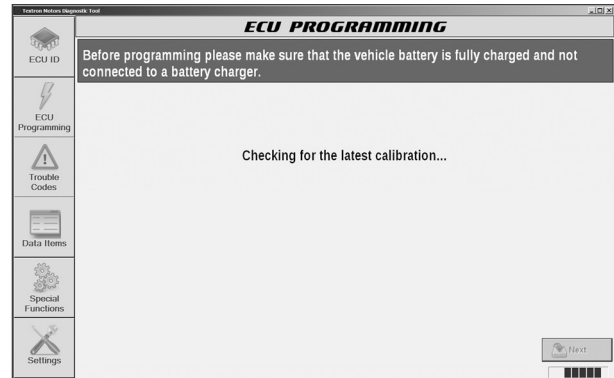 Textron Motors Diagnostic Tool
ECU PROGRAMMING
ECU ID
Before programming please make sure that the vehicle battery is fully charged and not
connected to a battery charger.
ECU
Programming
Checking for the latest calibration...
Trouble
Codes
Data Items
Special
Functions
Settings
Next